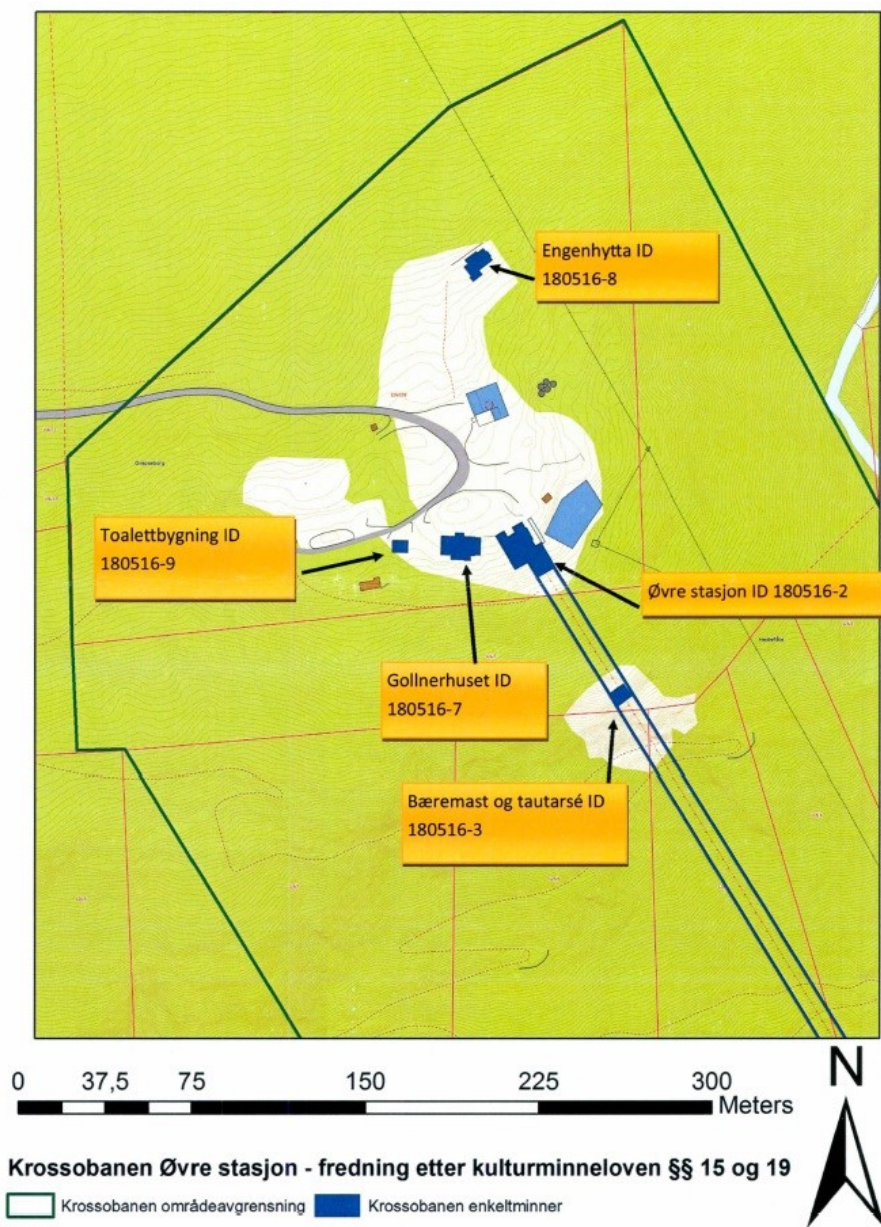 Engenhytta ID
180516-8
Toalettbygning ID
180516-9
Øvre stasjon ID 180516-2
Gollnerhuset ID
180516-7
Bæremast og tautarsé ID
180516-3
0 37,5 75 150 225 300
Meters
N
Krossobanen Øvre stasjon - fredning etter kulturminneloven §§ 15 og 19
Krossobanen områdeavgrensning
Krossobanen enkeltminner